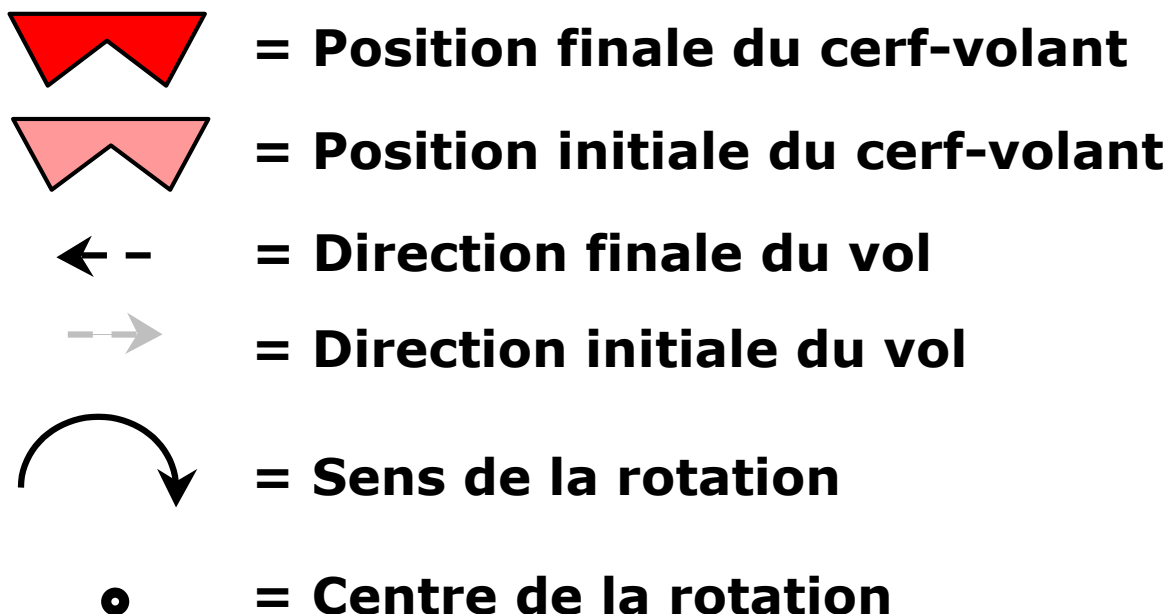 = Position finale du cerf-volant
= Position initiale du cerf-volant
= Direction finale du vol
= Direction initiale du vol
= Sens de la rotation
= Centre de la rotation